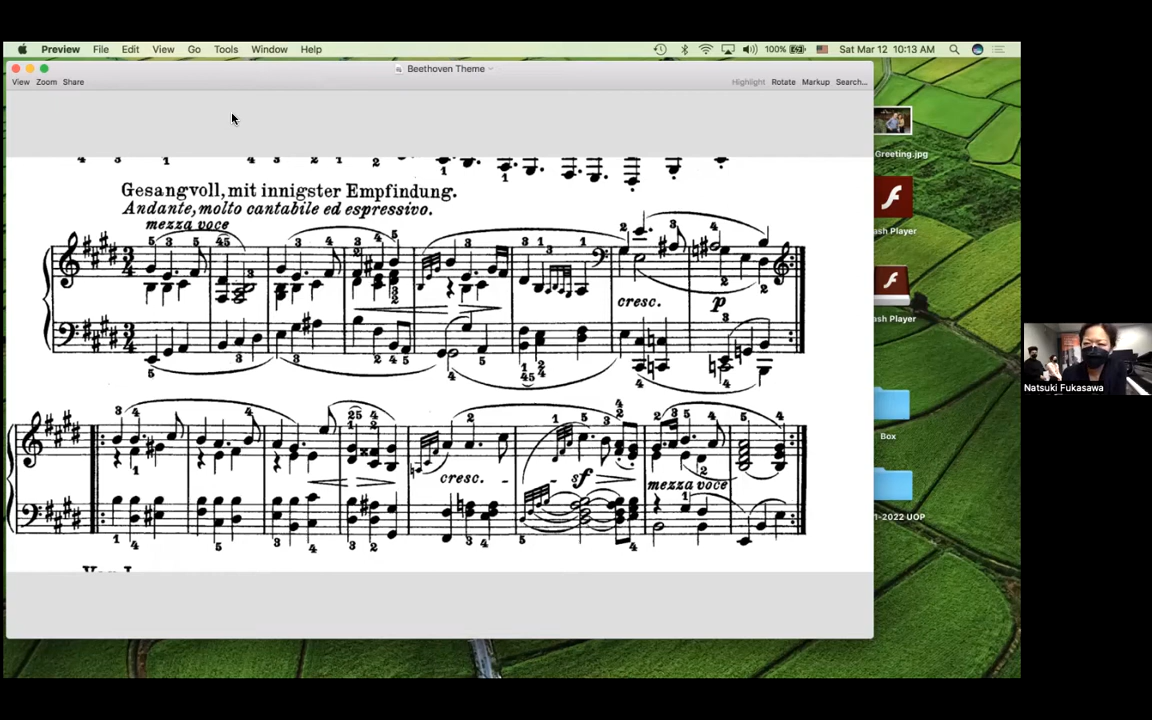 Preview File Edit View Go Tools Window Help
100% Sat Mar 12 10:13 AM
Beethoven Theme
View Zoom Share
Highlight Rotate Markup Search...
Greeting.jpg
Gesangvoll, mit innigster Empfindung.
Andante, molto cantabile ed espressivo.
mezza voce
ash Player
cresc. p
ash Player
Natsuki Fukasawa
Box
cresc. - - sf
mezza voce
1-2022 UOP
Var I.